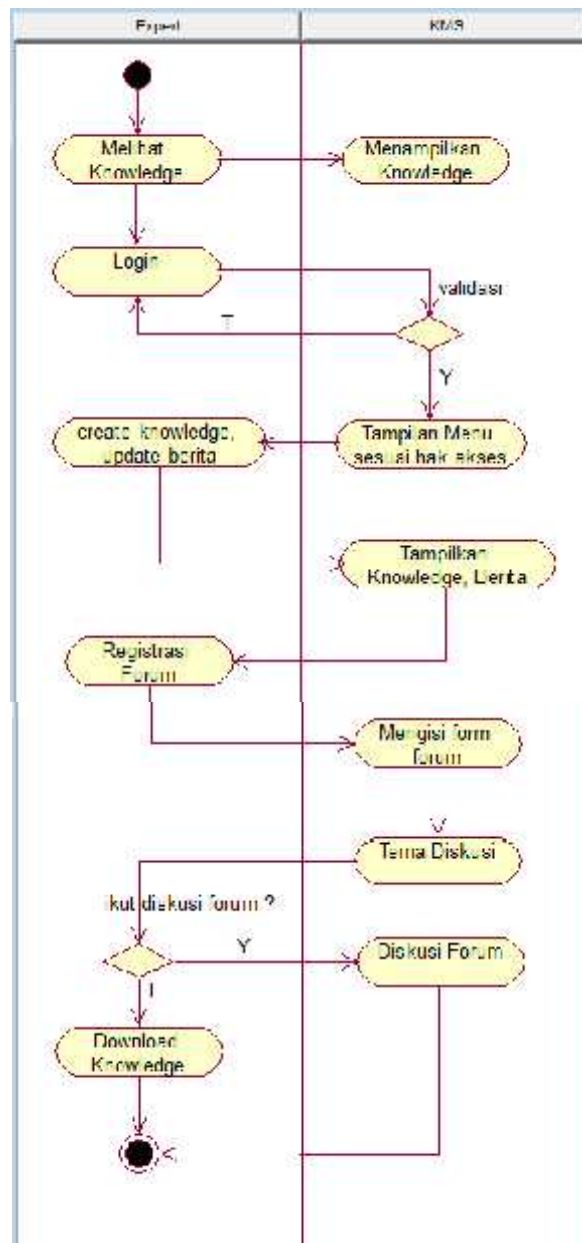 Expert
KMS
Melihat
Knowledge
Menampilkan
Knowledge
Login
validasi
T
Y
create knowledge,
update berita
Tampilan Menu
sesuai hak akses
Tampilkan
Knowledge, Berita
Registrasi
Forum
Mengisi form
forum
Tema Diskusi
ikut diskusi forum ?
Y
Diskusi Forum
T
Download
Knowledge